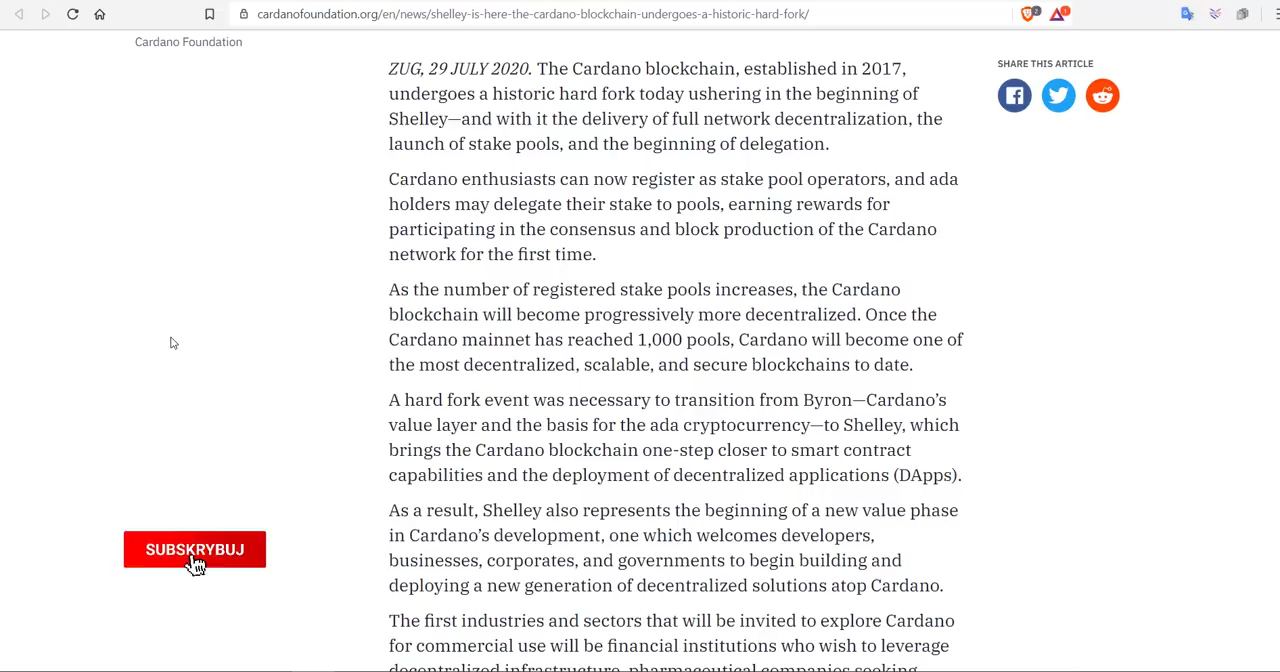 cardanofoundation.org/en/news/shelley-is-here-the-cardano-blockchain-undergoes-a-historic-hard-fork/
2
1
Cardano Foundation
ZUG, 29 JULY 2020. The Cardano blockchain, established in 2017,
undergoes a historic hard fork today ushering in the beginning of
Shelley—and with it the delivery of full network decentralization, the
launch of stake pools, and the beginning of delegation.
SHARE THIS ARTICLE
Cardano enthusiasts can now register as stake pool operators, and ada
holders may delegate their stake to pools, earning rewards for
participating in the consensus and block production of the Cardano
network for the first time.
As the number of registered stake pools increases, the Cardano
blockchain will become progressively more decentralized. Once the
Cardano mainnet has reached 1,000 pools, Cardano will become one of
the most decentralized, scalable, and secure blockchains to date.
A hard fork event was necessary to transition from Byron—Cardano’s
value layer and the basis for the ada cryptocurrency—to Shelley, which
brings the Cardano blockchain one-step closer to smart contract
capabilities and the deployment of decentralized applications (DApps).
As a result, Shelley also represents the beginning of a new value phase
in Cardano’s development, one which welcomes developers,
businesses, corporates, and governments to begin building and
deploying a new generation of decentralized solutions atop Cardano.
SUBSKRYBUJ
The first industries and sectors that will be invited to explore Cardano
for commercial use will be financial institutions who wish to leverage
decentralized infrastructure, pharmaceutical companies seeking